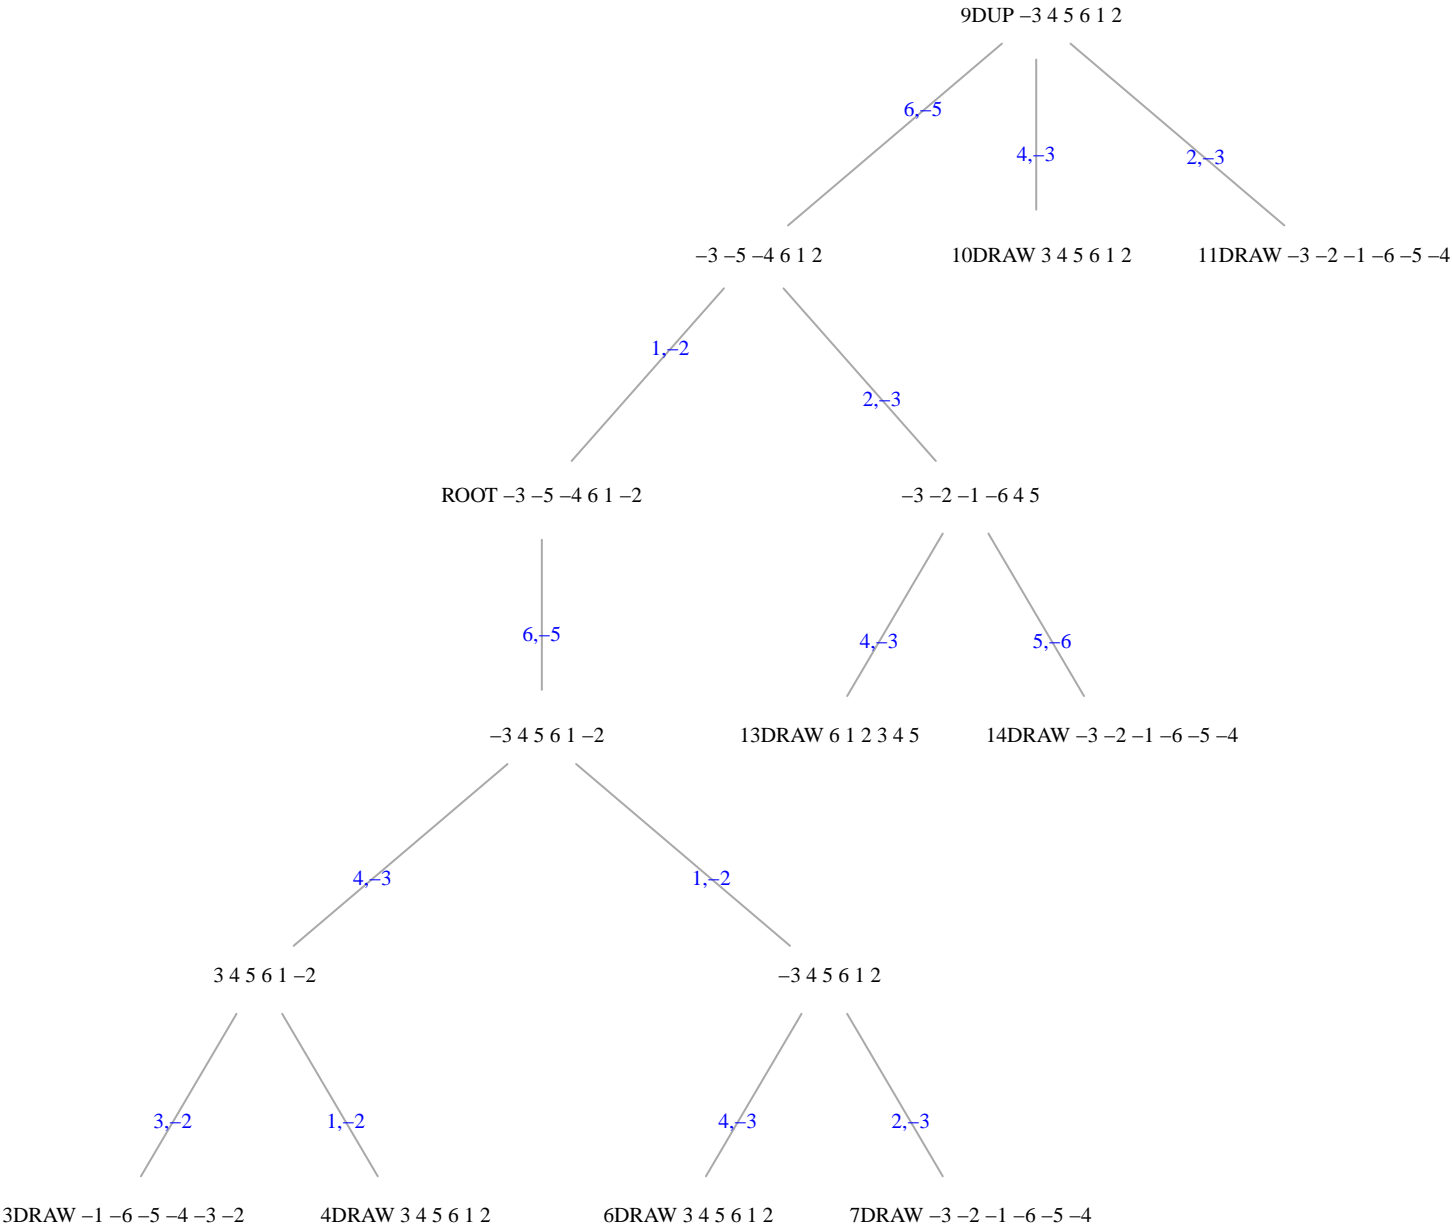 9DUP −3 4 5 6 1 2
6,−5
4,−3
2,−3
−3 −5 −4 6 1 2
10DRAW 3 4 5 6 1 2
11DRAW −3 −2 −1 −6 −5 −4
1,−2
2,−3
ROOT −3 −5 −4 6 1 −2
−3 −2 −1 −6 4 5
6,−5
4,−3
5,−6
−3 4 5 6 1 −2
13DRAW 6 1 2 3 4 5
14DRAW −3 −2 −1 −6 −5 −4
4,−3
1,−2
3 4 5 6 1 −2
−3 4 5 6 1 2
3,−2
1,−2
4,−3
2,−3
3DRAW −1 −6 −5 −4 −3 −2
4DRAW 3 4 5 6 1 2
6DRAW 3 4 5 6 1 2
7DRAW −3 −2 −1 −6 −5 −4